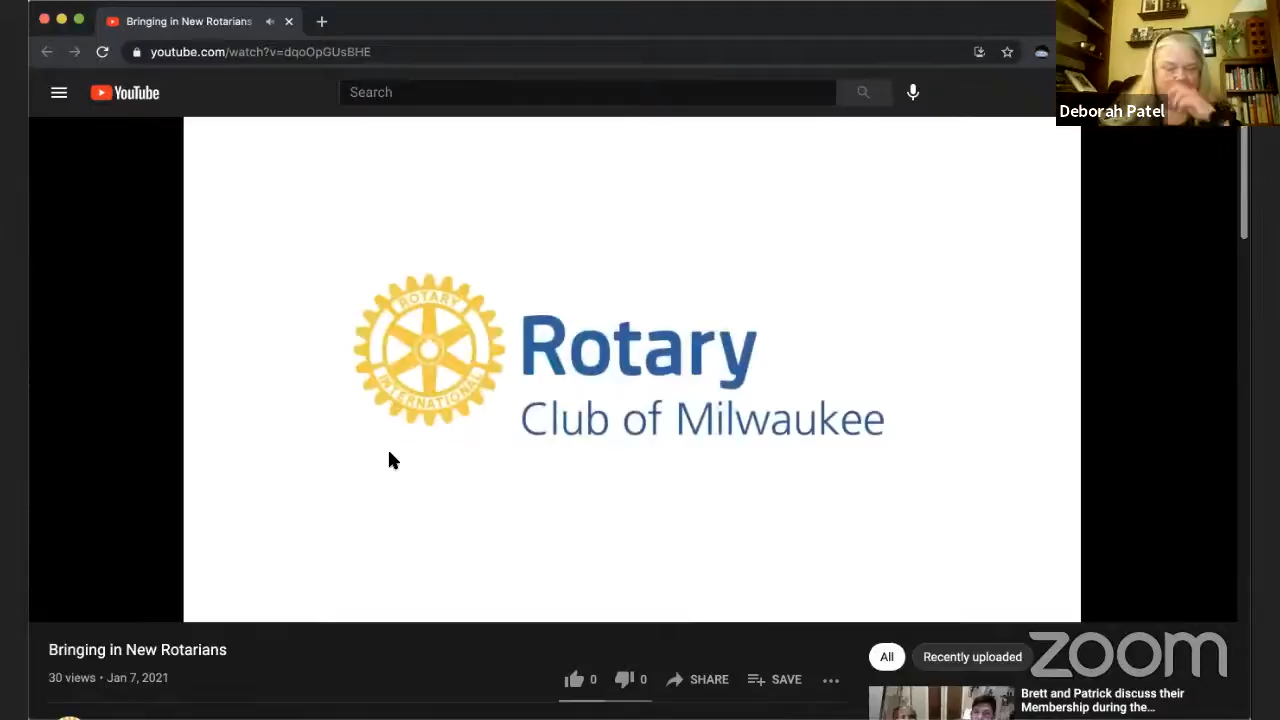 Bringing in New Rotarians
youtube.com/watch?v=dqoOpGUsBHE
YouTube
Search
Deborah Patel
ROTARY
INTERNATIONAL
Rotary
Club of Milwaukee
Bringing in New Rotarians
30 views • Jan 7, 2021
0
0
SHARE
SAVE
All
Recently uploaded
zoom
Brett and Patrick discuss their
Membership during the...